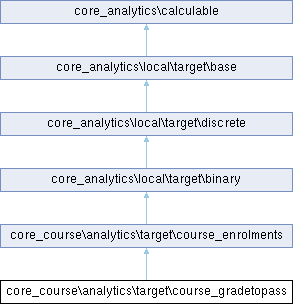 core_analytics\calculable
core_analytics\local\target\base
core_analytics\local\target\discrete
core_analytics\local\target\binary
core_course\analytics\target\course_enrolments
core_course\analytics\target\course_gradetopass